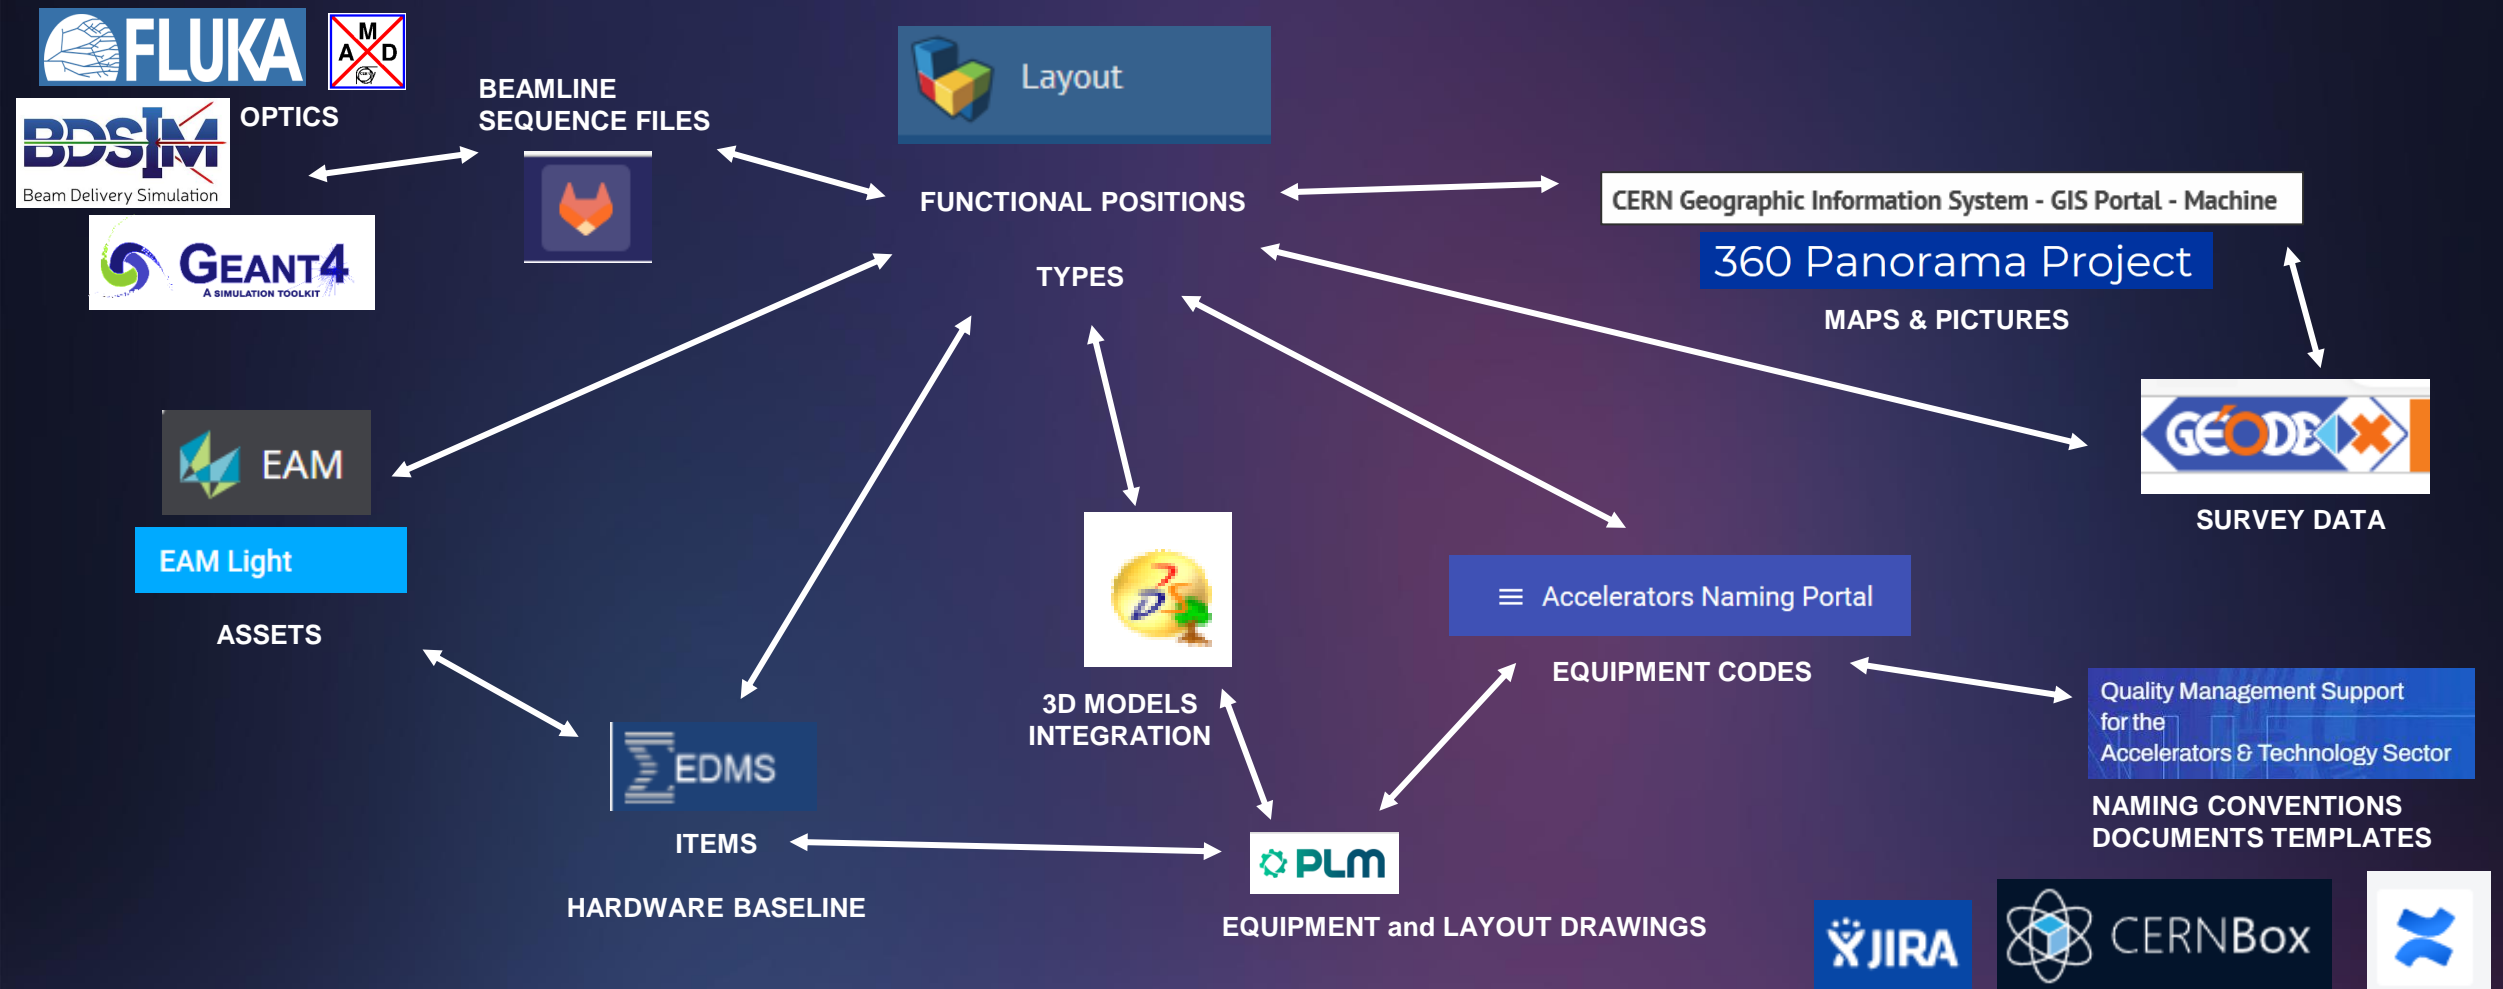 FLUKA
M
A D
BDSIM
Beam Delivery Simulation
OPTICS
GEANT4
A SIMULATION TOOLKIT
BEAMLINE
SEQUENCE FILES
Layout
FUNCTIONAL POSITIONS
TYPES
CERN Geographic Information System - GIS Portal - Machine
360 Panorama Project
MAPS & PICTURES
GÉODE
SURVEY DATA
EAM
EAM Light
ASSETS
EDMS
ITEMS
HARDWARE BASELINE
3DS
3D MODELS
INTEGRATION
PLM
EQUIPMENT and LAYOUT DRAWINGS
Accelerators Naming Portal
EQUIPMENT CODES
Quality Management Support
for the
Accelerators & Technology Sector
NAMING CONVENTIONS
DOCUMENTS TEMPLATES
JIRA
CERNBox